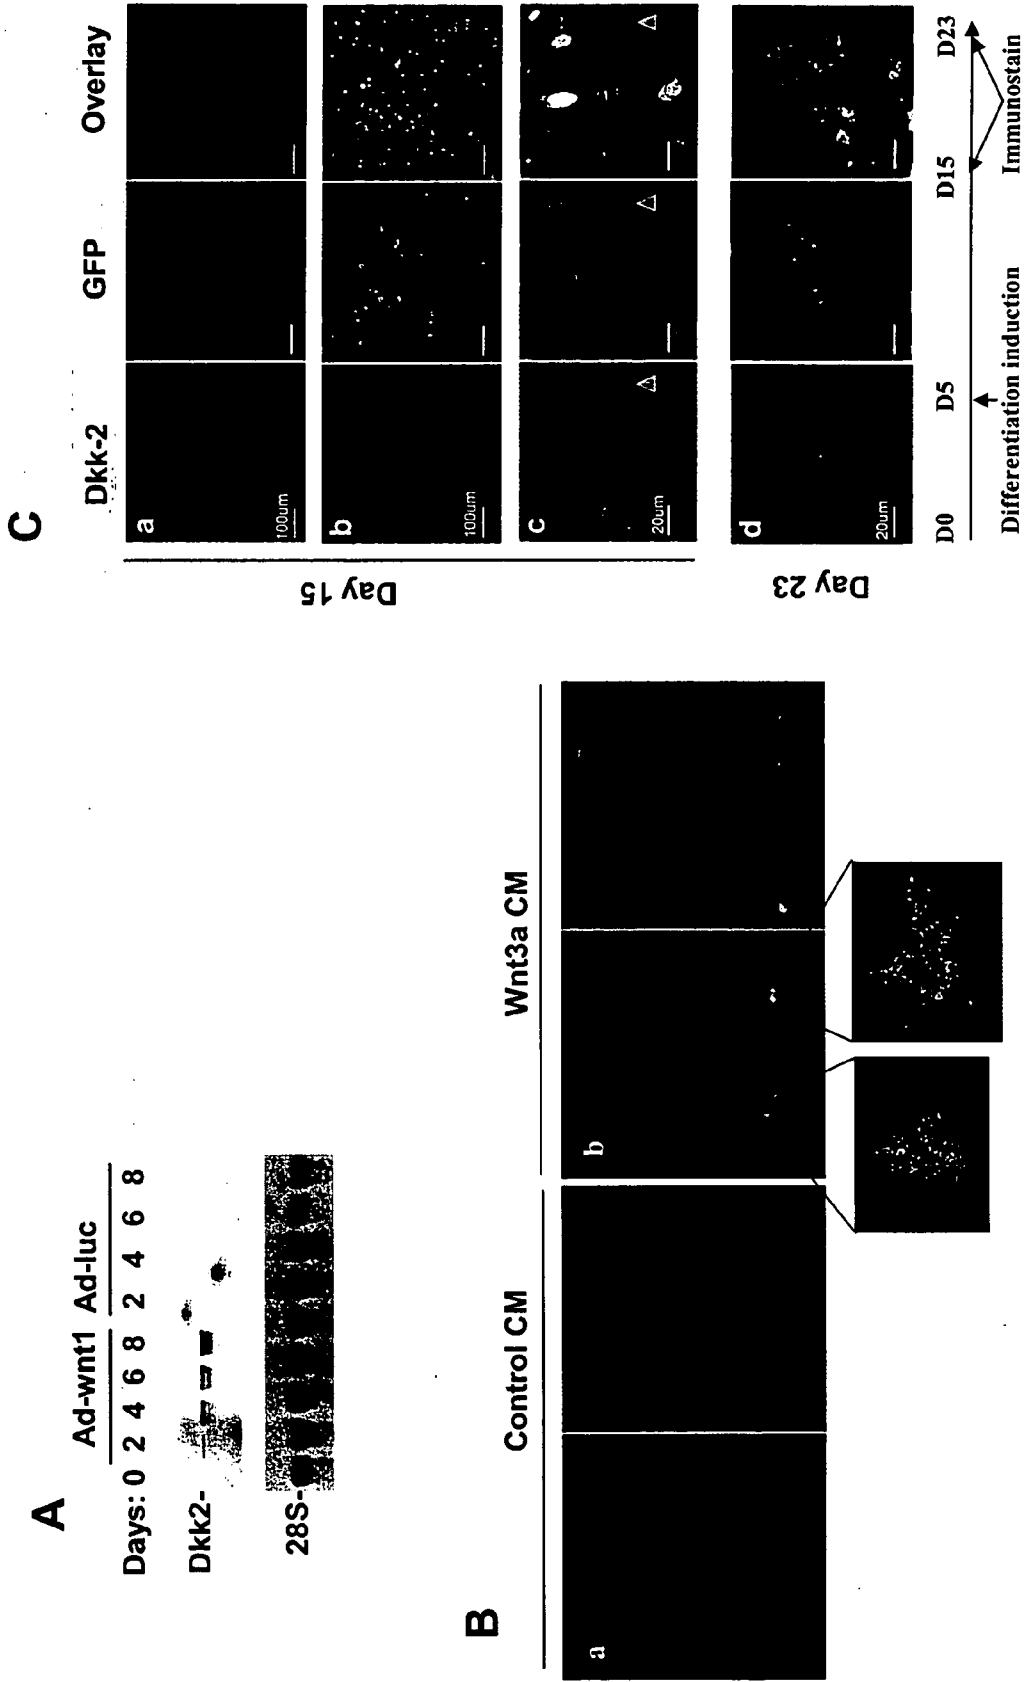 A
Ad-wnt1 Ad-luc
Days: 0 2 4 6 8 2 4 6 8
Dkk2-
28S-
B
Control CM
Wnt3a CM
a
b
C
Dkk-2
GFP
Overlay
Day 15
a
100um
b
100um
c
20um
Day 23
d
20um
D0
D5
D15
D23
Differentiation induction
Immunostain